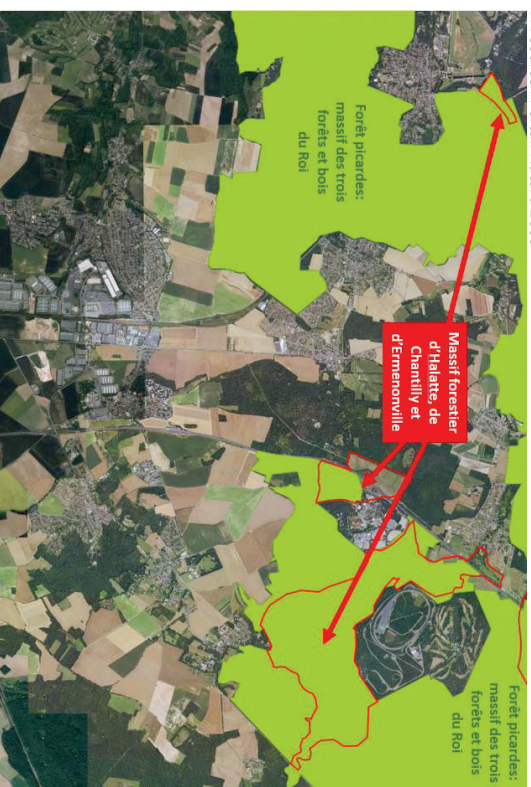 Forêt picardes:
massif des trois
forêts et bois
du Roi
Massif forestier
d'Halatte, de
Chantilly et
d'Ermenonville
Forêt picardes:
massif des trois
forêts et bois
du Roi